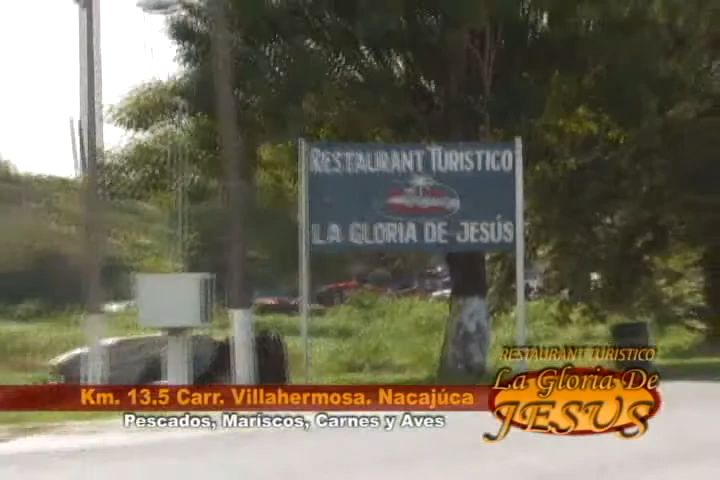 RESTAURANT TURISTICO
LA GLORIA DE JESÚS
RESTAURANT TURÍSTICO
La Gloria De
JESUS
Km. 13.5 Carr. Villahermosa. Nacajúca
Pescados, Mariscos, Carnes y Aves